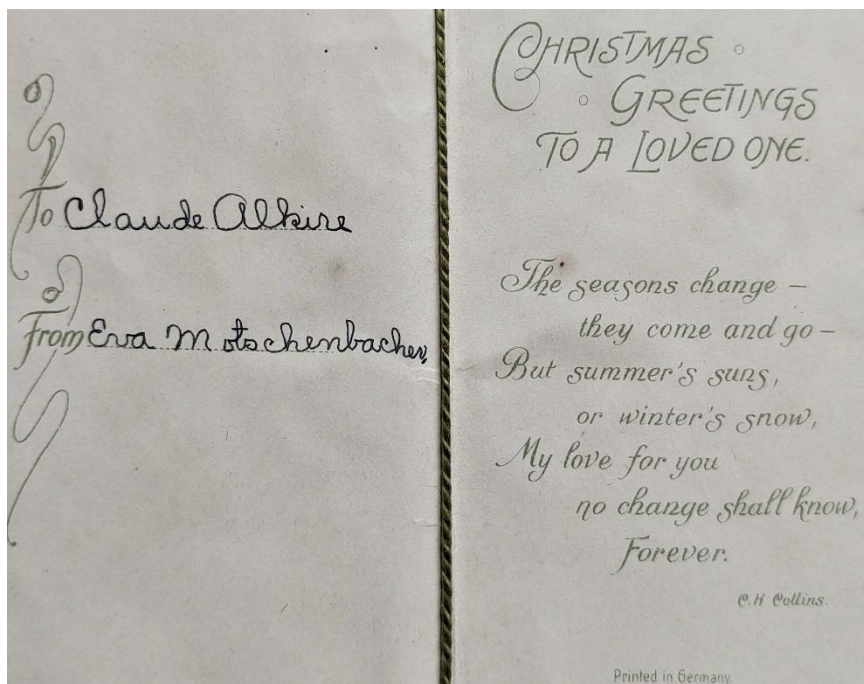 To Claude Alkire
From Eva Motschenbacher,
CHRISTMAS
GREETINGS
TO A LOVED ONE.
The seasons change –
they come and go –
But summer's suns,
or winter's snow,
My love for you
no change shall know,
Forever.
C.H Collins.
Printed in Germany.